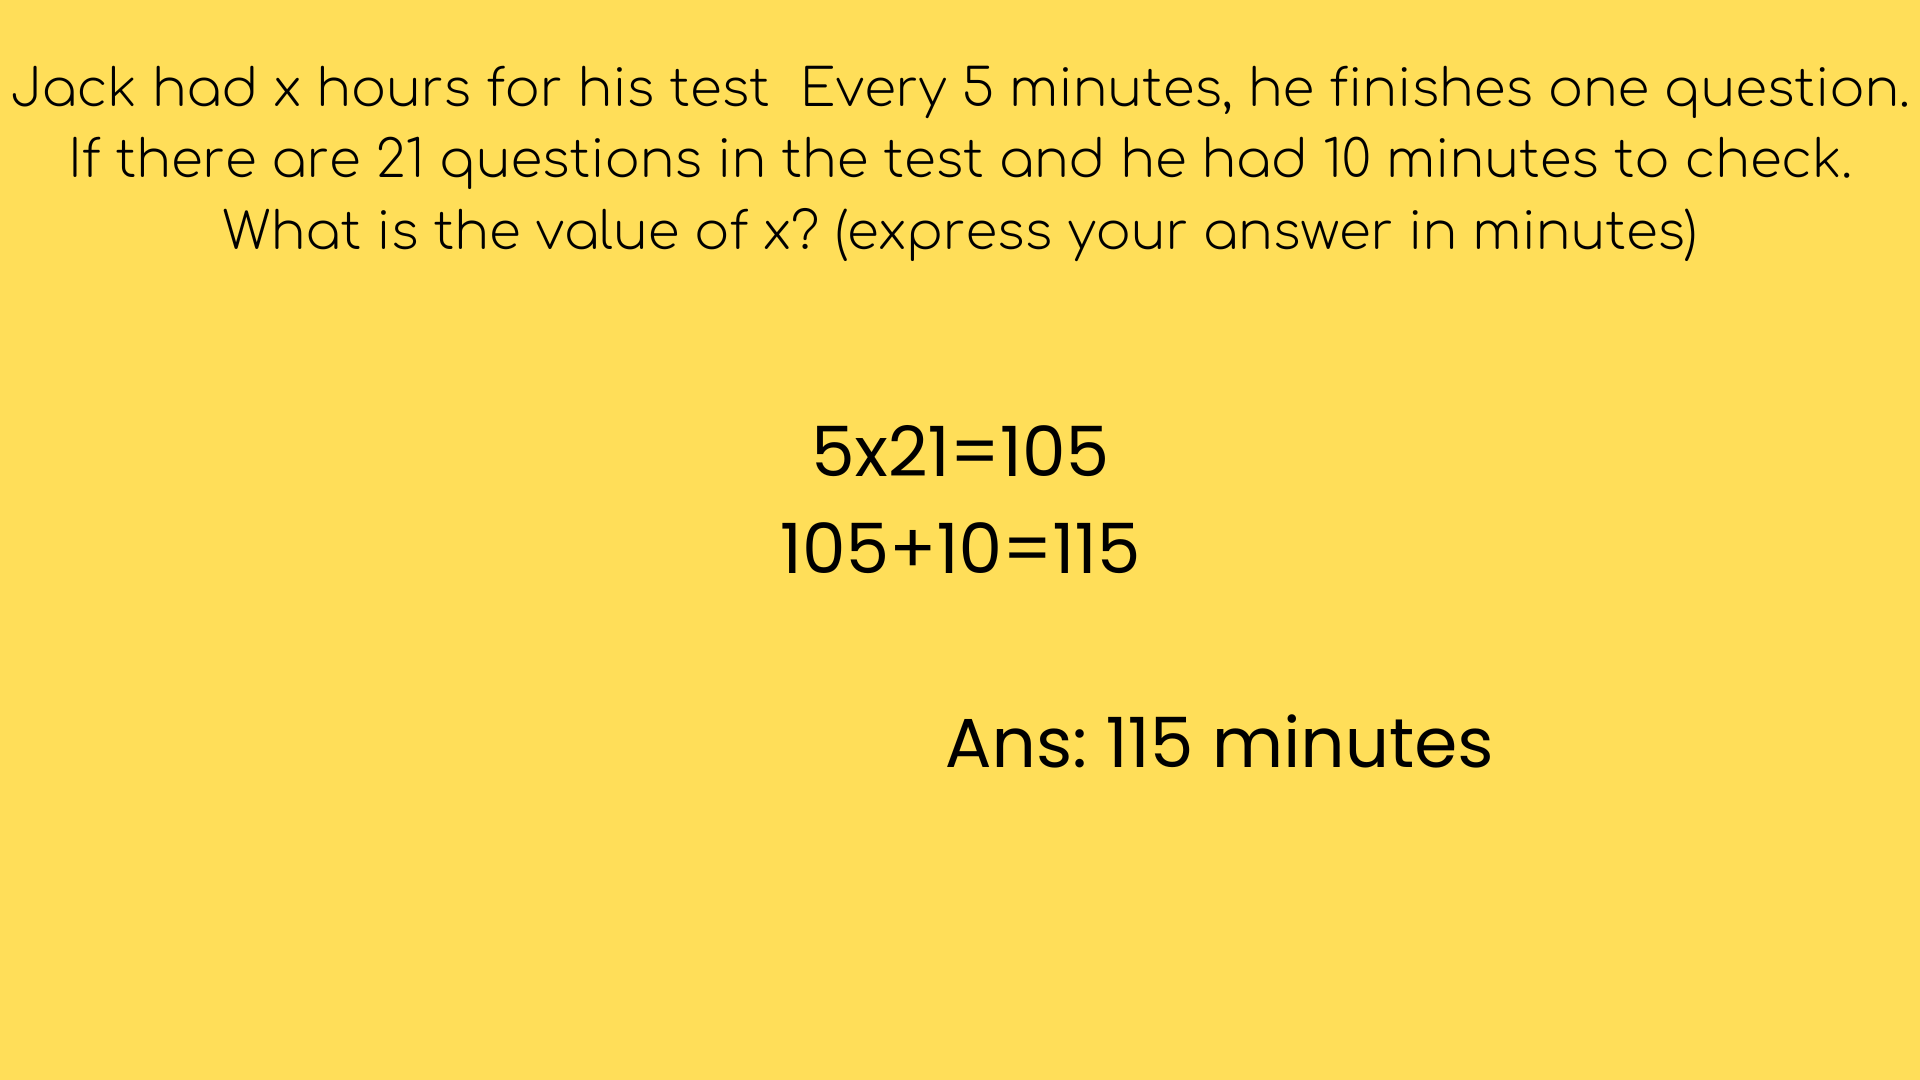 Jack had x hours for his test  Every 5 minutes, he finishes one question.
If there are 21 questions in the test and he had 10 minutes to check.
What is the value of x? (express your answer in minutes)
5x21=105
105+10=115
Ans: 115 minutes